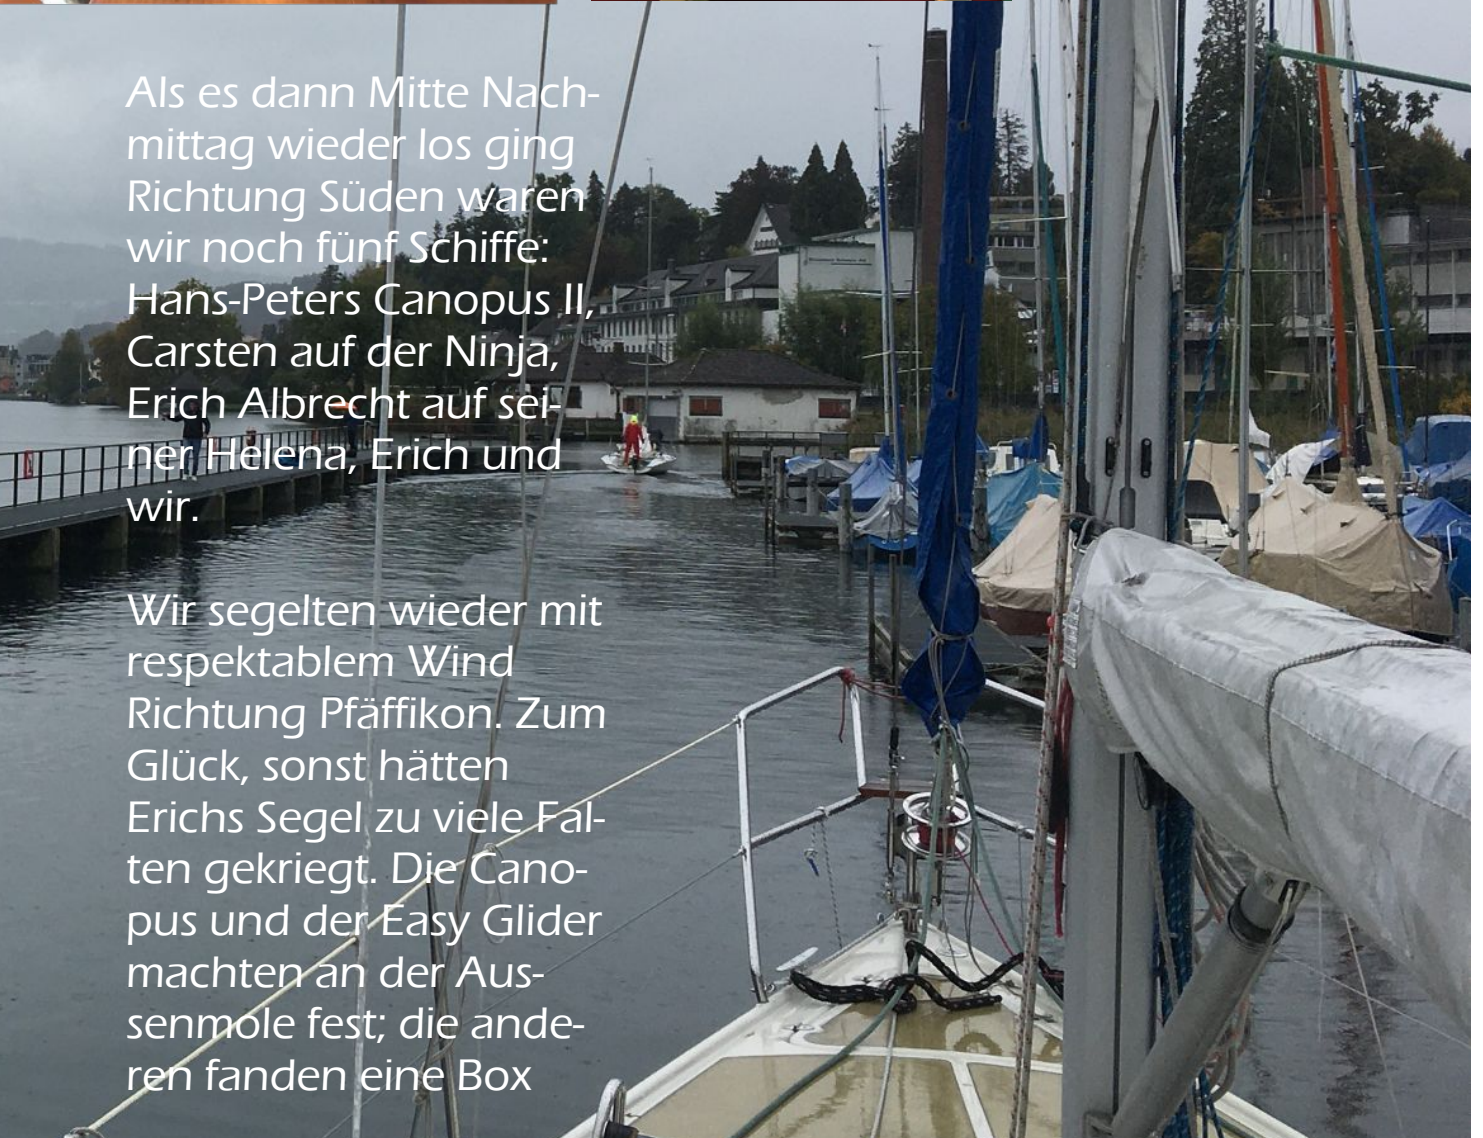 Als es dann Mitte Nach-
mittag wieder los ging
Richtung Süden waren
wir noch fünf Schiffe:
Hans-Peters Canopus II,
Carsten auf der Ninja,
Erich Albrecht auf sei-
ner Helena, Erich und
wir.
Wir segelten wieder mit
respektablem Wind
Richtung Pfäffikon. Zum
Glück, sonst hätten
Erichs Segel zu viele Fal-
ten gekriegt. Die Cano-
pus und der Easy Glider
machten an der Aus-
senmole fest; die ande-
ren fanden eine Box